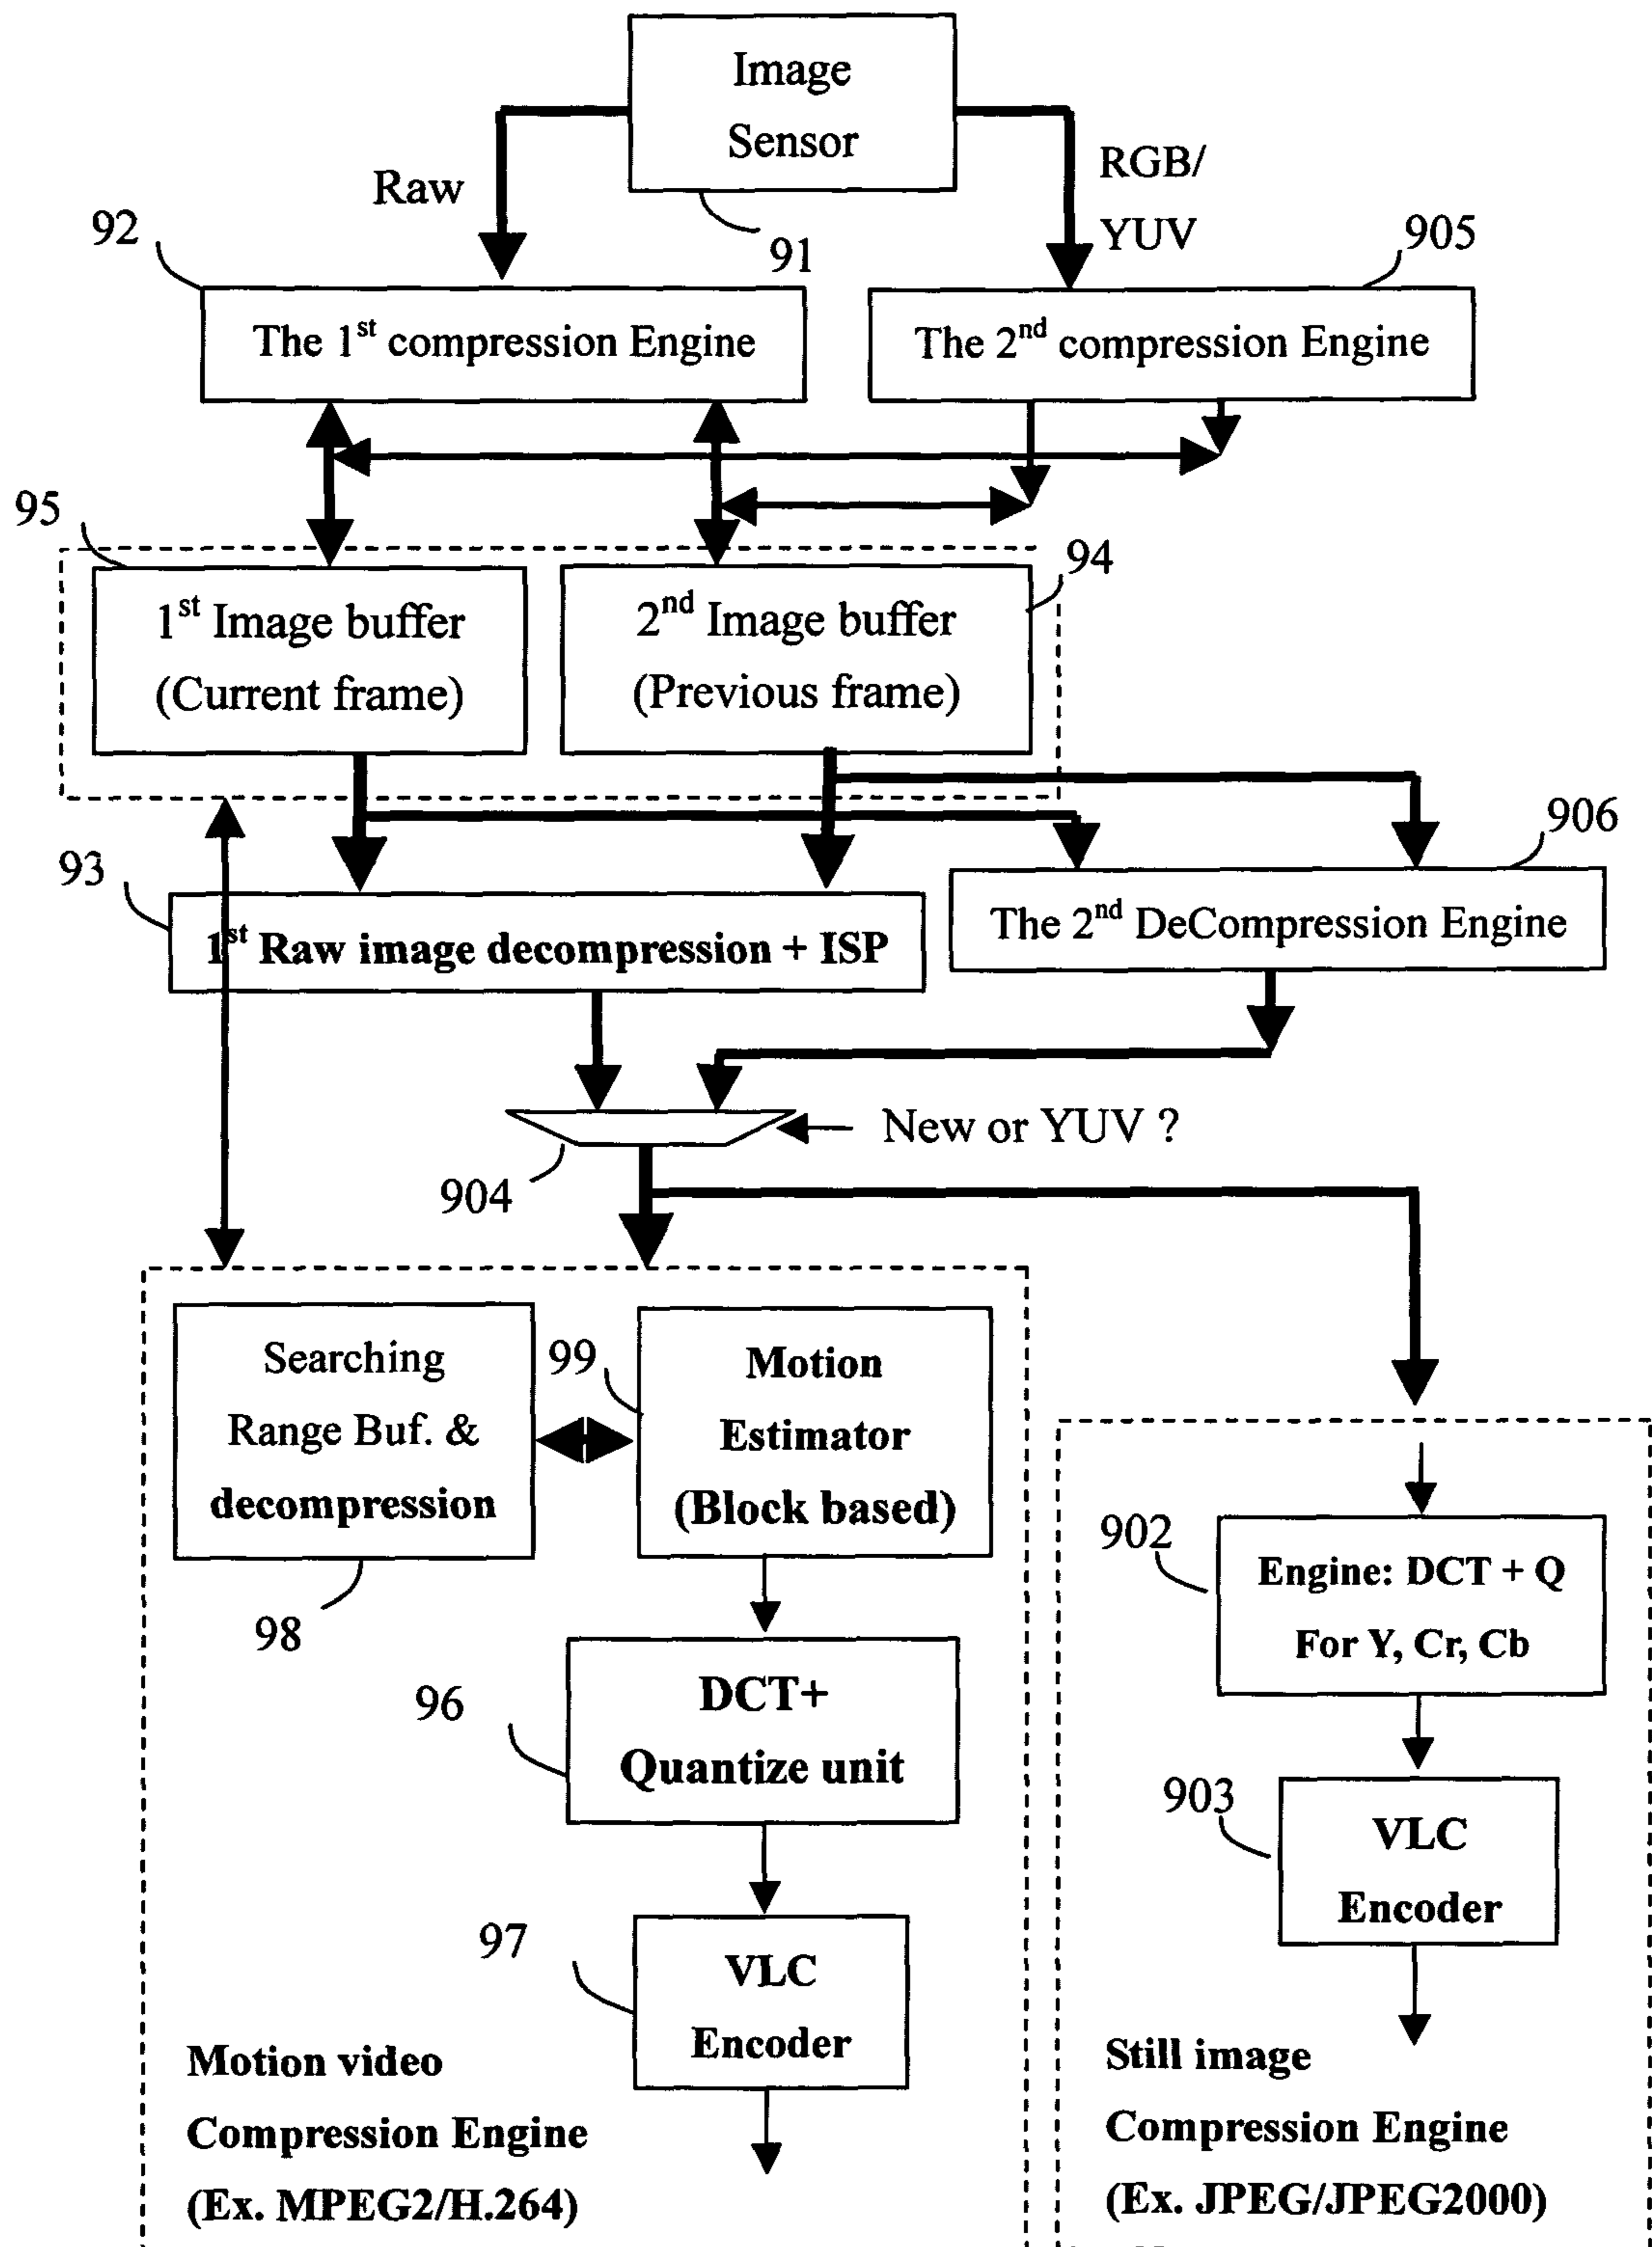 Image
Sensor
Raw
RGB/
YUV
92
91
905
The 1st compression Engine
The 2nd compression Engine
95
94
1st Image buffer
(Current frame)
2nd Image buffer
(Previous frame)
906
93
1st Raw image decompression + ISP
The 2nd DeCompression Engine
New or YUV ?
904
Searching
Range Buf. &
decompression
99
Motion
Estimator
(Block based)
98
902
Engine: DCT + Q
For Y, Cr, Cb
96
DCT+
Quantize unit
903
VLC
Encoder
97
VLC
Encoder
Motion video
Compression Engine
(Ex. MPEG2/H.264)
Still image
Compression Engine
(Ex. JPEG/JPEG2000)